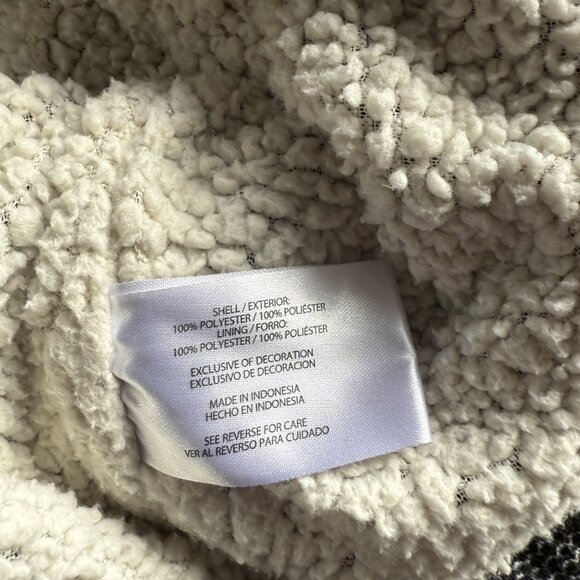 SHELL / EXTERIOR:
100% POLYESTER / 100% POLIÉSTER
LINING / FORRO:
100% POLYESTER / 100% POLIÉSTER
EXCLUSIVE OF DECORATION
EXCLUSIVO DE DECORACION
MADE IN INDONESIA
HECHO EN INDONESIA
SEE REVERSE FOR CARE
VER AL REVERSO PARA CUIDADO